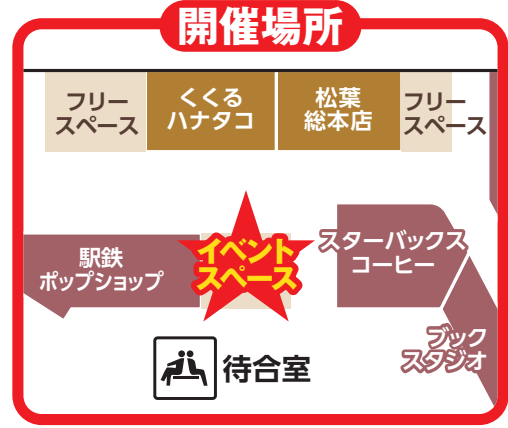 開催場所
フリー
スペース
くくる
ハナタコ
松葉
総本店
フリー
スペース
駅鉄
ポップショップ
イベント
スペース
スターバックス
コーヒー
ブック
スタジオ
待合室